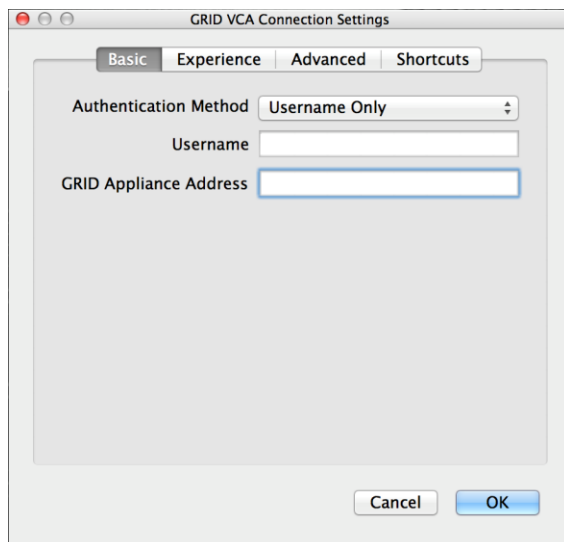 GRID VCA Connection Settings
Basic Experience Advanced Shortcuts
Authentication Method Username Only
Username
GRID Appliance Address
Cancel OK